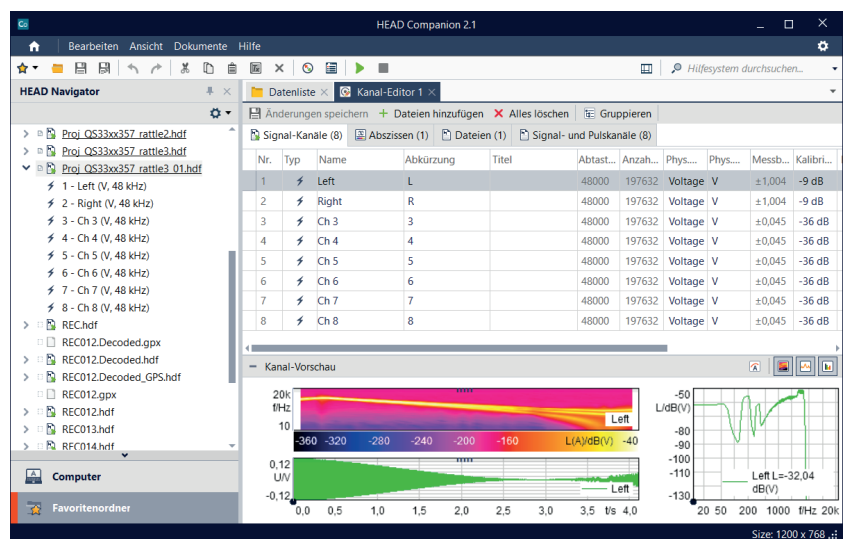 Co HEAD Companion 2.1
Bearbeiten Ansicht Dokumente Hilfe
Hilfesystem durchsuchen...
HEAD Navigator
Datenliste Kanal-Editor 1
Änderungen speichern Dateien hinzufügen Alles löschen Gruppieren
Signal-Kanäle (8) Abszissen (1) Dateien (1) Signal- und Pulskanäle (8)
Proj_QS33xx357_rattle2.hdf
Proj_QS33xx357_rattle3.hdf
Proj_QS33xx357_rattle3_01.hdf
1 - Left (V, 48 kHz)
2 - Right (V, 48 kHz)
3 - Ch 3 (V, 48 kHz)
4 - Ch 4 (V, 48 kHz)
5 - Ch 5 (V, 48 kHz)
6 - Ch 6 (V, 48 kHz)
7 - Ch 7 (V, 48 kHz)
8 - Ch 8 (V, 48 kHz)
REC.hdf
REC012.Decoded.gpx
REC012.Decoded.hdf
REC012.Decoded_GPS.hdf
REC012.gpx
REC012.hdf
REC013.hdf
REC014.hdf
Computer
Favoritenordner
Nr. Typ Name Abkürzung Titel Abtast... Anzah... Phys.... Phys.... Messb... Kalibri...
1 Left L 48000 197632 Voltage V ±1,004 -9 dB
2 Right R 48000 197632 Voltage V ±1,004 -9 dB
3 Ch 3 3 48000 197632 Voltage V ±0,045 -36 dB
4 Ch 4 4 48000 197632 Voltage V ±0,045 -36 dB
5 Ch 5 5 48000 197632 Voltage V ±0,045 -36 dB
6 Ch 6 6 48000 197632 Voltage V ±0,045 -36 dB
7 Ch 7 7 48000 197632 Voltage V ±0,045 -36 dB
8 Ch 8 8 48000 197632 Voltage V ±0,045 -36 dB
Kanal-Vorschau
20k
f/Hz
10
Left
-360 -320 -280 -240 -200 -160 L(A)/dB(V) -40
0,12
U/V
-0,12
Left
0,0 0,5 1,0 1,5 2,0 2,5 3,0 3,5 t/s 4,0
-50
L/dB(V)
-80
-90
-100
-110
-130
Left L=-32,04
dB(V)
20 50 200 1000 f/Hz 20k
Size: 1200 x 768